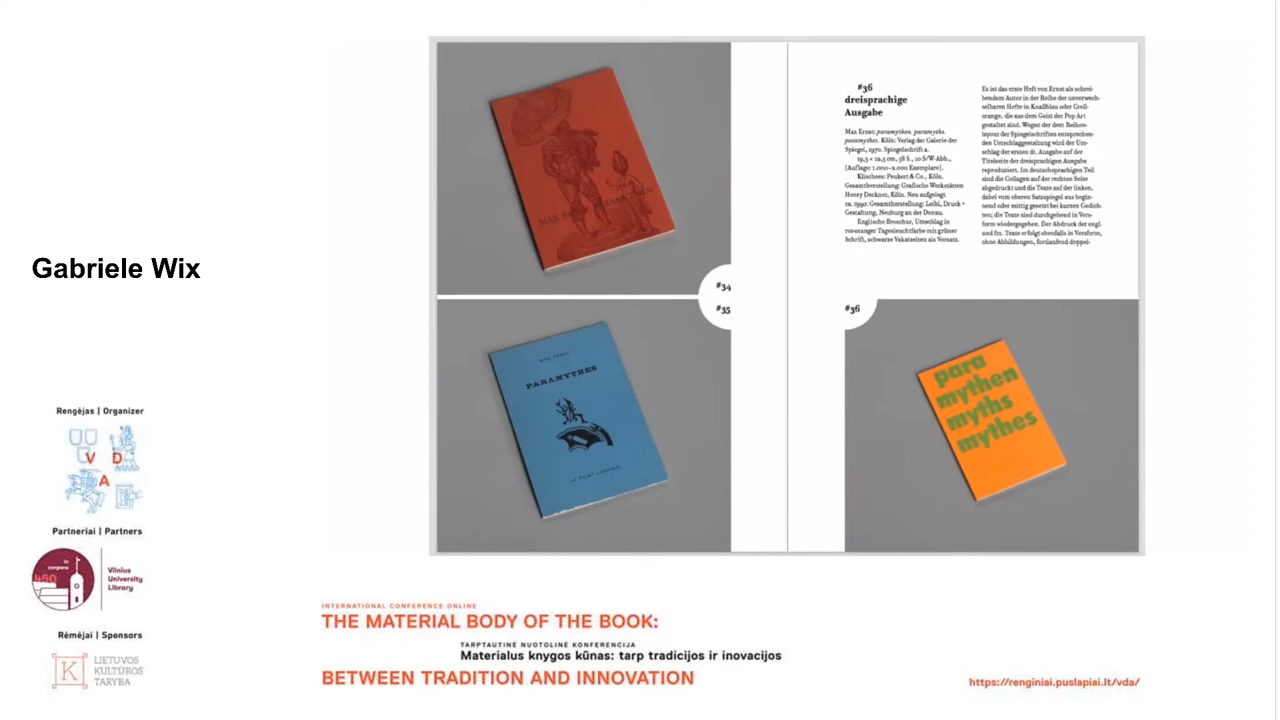 Gabriele Wix
Rengėjas | Organizer
V D
A
Partneriai | Partners
in
corpore
450
Vilnius
University
Library
Rėmėjai | Sponsors
K
LIETUVOS
KULTŪROS
TARYBA
#34
#35
PARAMYTHES
#36
dreisprachige
Ausgabe
Max Ernst: paramythen. paramyths.
paramythes. Köln: Verlag der Galerie der
Spiegel, 1970. Spiegelschrift 2.
19,3 × 12,5 cm, 58 S., 10 S/W-Abb.,
[Auflage: 1.000–2.000 Exemplare].
Klischees: Peukert & Co., Köln.
Gesamtherstellung: Grafische Werkstätten
Henry Deckner, Köln. Neu aufgelegt
ca. 1990: Gesamtherstellung: Loibl, Druck +
Gestaltung, Neuburg an der Donau.
Englische Broschur, Umschlag in
rot-oranger Tagesleuchtfarbe mit grüner
Schrift, schwarze Vakatseiten als Vorsatz.
Es ist das erste Heft von Ernst als schrei-
bendem Autor in der Reihe der unverwech-
selbaren Hefte in Knallblau oder Grell-
orange, die aus dem Geist der Pop Art
gestaltet sind. Wegen der dem Reihen-
layout der Spiegelschriften entsprechen-
den Umschlaggestaltung wird der Um-
schlag der ersten dt. Ausgabe auf der
Titelseite der dreisprachigen Ausgabe
reproduziert. Im deutschsprachigen Teil
sind die Collagen auf der rechten Seite
abgedruckt und die Texte auf der linken,
dabei vom oberen Satzspiegel aus begin-
nend oder mittig gesetzt bei kurzen Gedich-
ten; die Texte sind durchgehend in Vers-
form wiedergegeben. Der Abdruck der engl.
und frz. Texte erfolgt ebenfalls in Versform,
ohne Abbildungen, fortlaufend doppel-
#36
para
mythen
myths
mythes
INTERNATIONAL CONFERENCE ONLINE
THE MATERIAL BODY OF THE BOOK:
TARPTAUTINĖ NUOTOLINĖ KONFERENCIJA
Materialus knygos kūnas: tarp tradicijos ir inovacijos
BETWEEN TRADITION AND INNOVATION
https://renginiai.puslapiai.lt/vda/